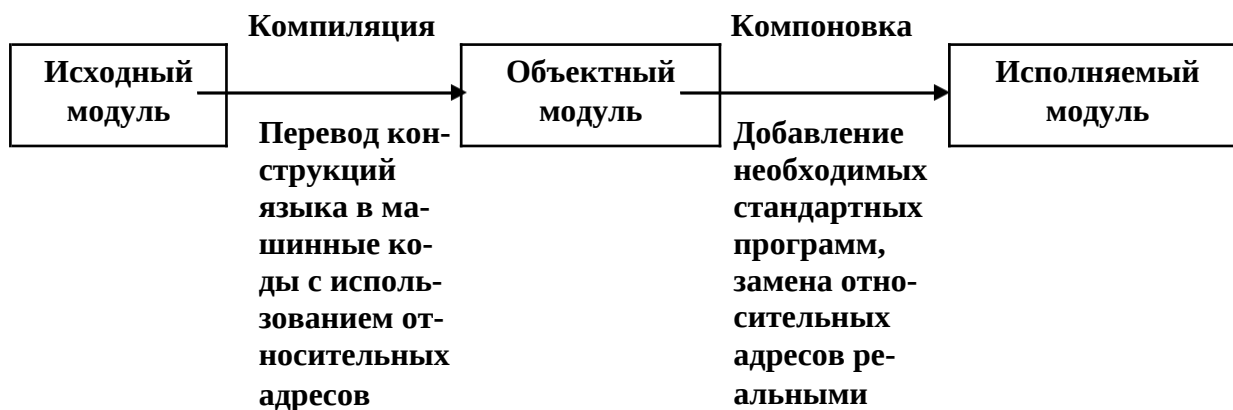 Компиляция
Компоновка
Исходный
модуль
Объектный
модуль
Исполняемый
модуль
Перевод кон-
струкций
языка в ма-
шинные ко-
ды с исполь-
зованием от-
носительных
адресов
Добавление
необходимых
стандартных
программ,
замена отно-
сительных
адресов ре-
альными